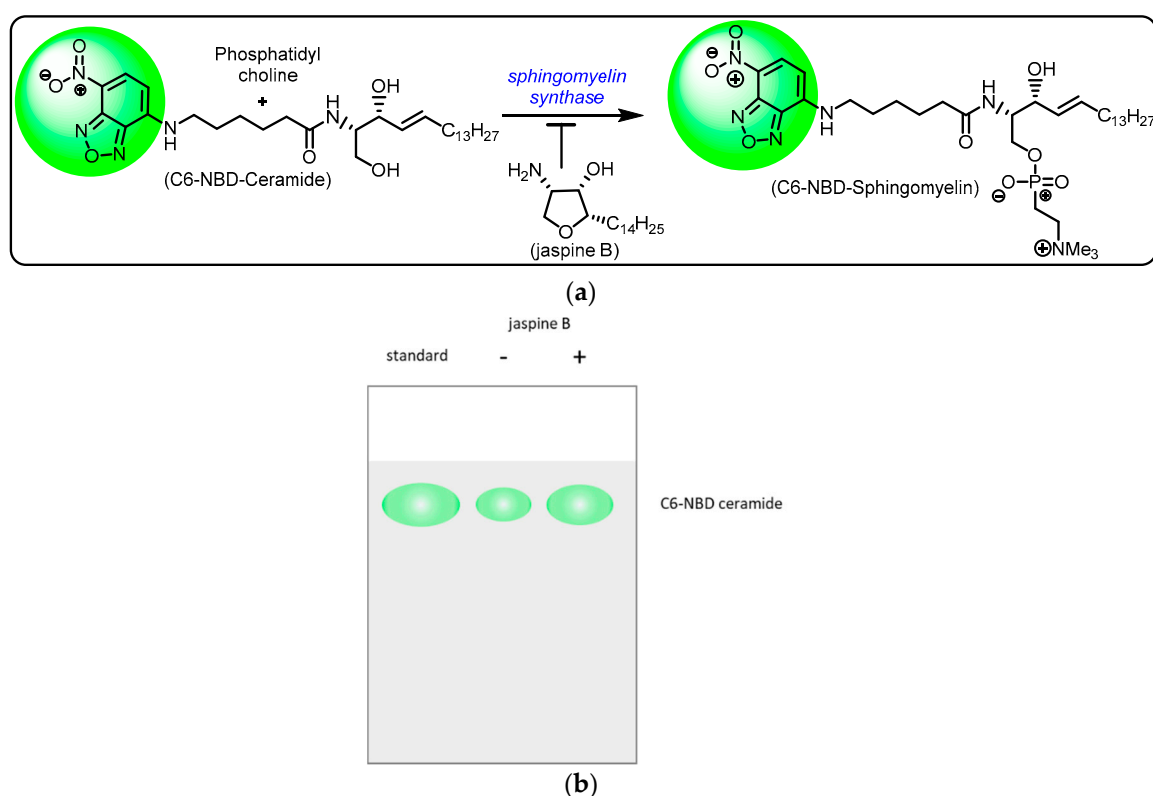 Phosphatidyl
choline
+
sphingomyelin
synthase
O
⊖O
N
⊕
N
O
N
N
H
O
H
N
OH
OH
C13H27
(C6-NBD-Ceramide)
H2N
OH
O
C14H25
(jaspine B)
O
⊖
O
N
⊕
N
O
N
N
H
O
H
N
OH
C13H27
O
O
P
O
⊖
⊕
⊕NMe3
(C6-NBD-Sphingomyelin)
(a)
jaspine B
standard - +
C6-NBD ceramide
(b)